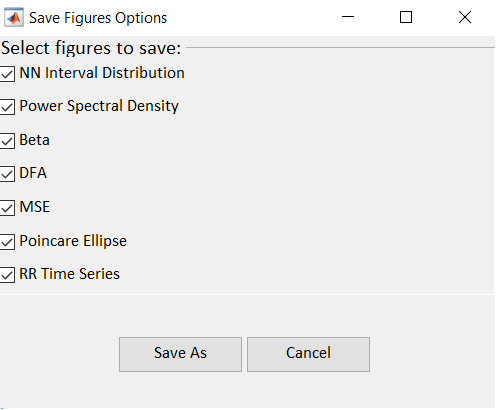 Save Figures Options
Select figures to save:
NN Interval Distribution
Power Spectral Density
Beta
DFA
MSE
Poincare Ellipse
RR Time Series
Save As
Cancel